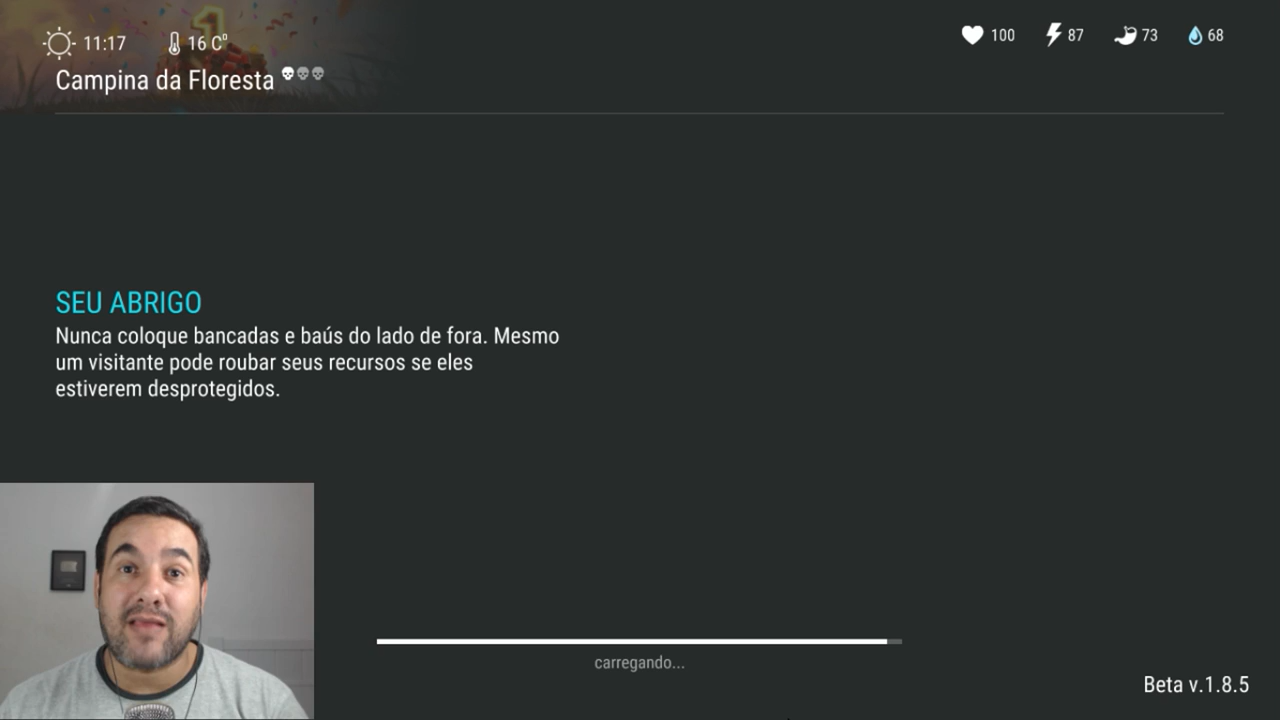 11:17
16 C°
100
87
73
68
Campina da Floresta
SEU ABRIGO
Nunca coloque bancadas e baús do lado de fora. Mesmo
um visitante pode roubar seus recursos se eles
estiverem desprotegidos.
carregando...
Beta v.1.8.5